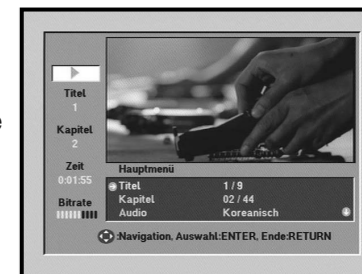 e
Titel
1
Kapitel
2
Zeit
0:01:55
Bitrate
Hauptmenü
Titel 1 / 9
Kapitel 02 / 44
Audio Koreanisch
:Navigation, Auswahl:ENTER, Ende:RETURN